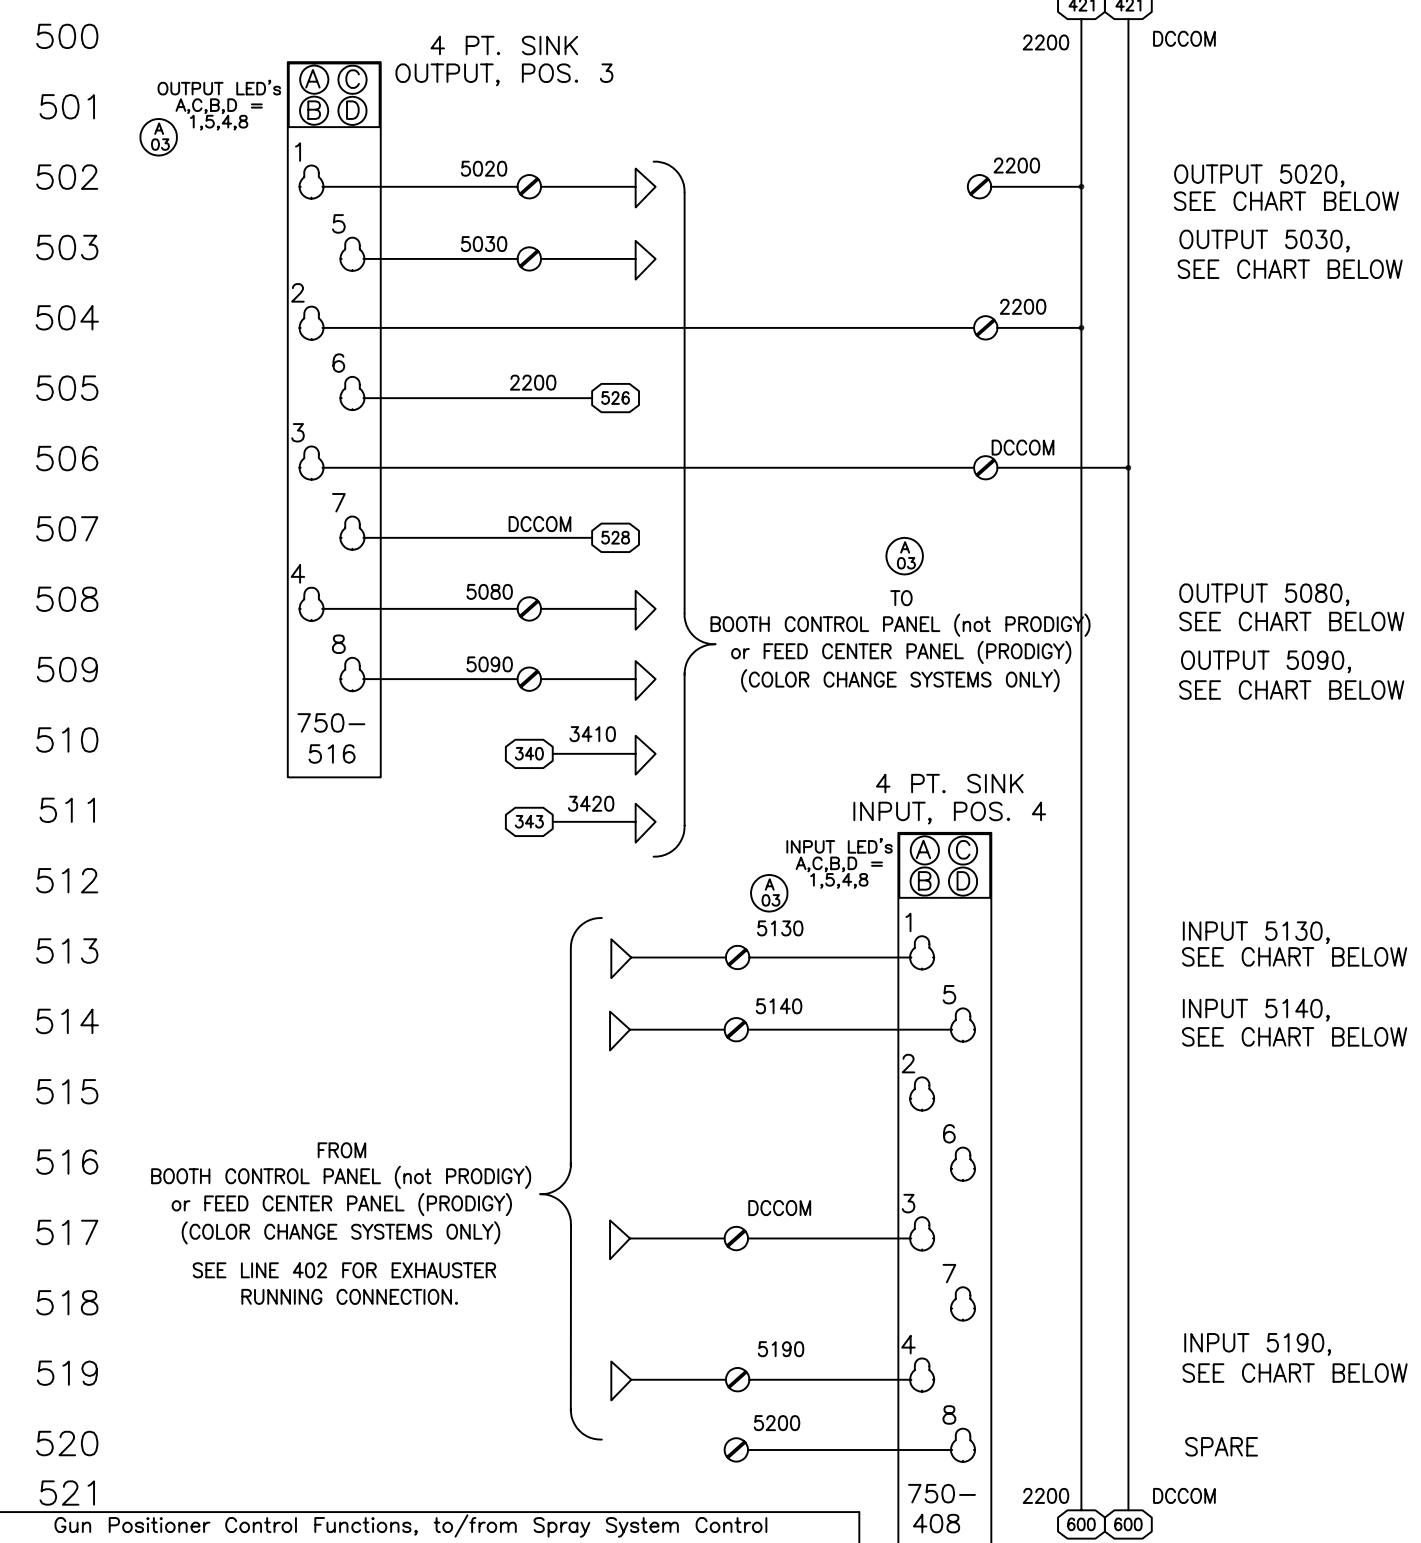 421 421
500
2200
DCCOM
4 PT. SINK
OUTPUT, POS. 3
OUTPUT LED's
A,C,B,D =
1,5,4,8
A C
B D
501
A
03
502
1
5020
2200
OUTPUT 5020,
SEE CHART BELOW
503
5
5030
OUTPUT 5030,
SEE CHART BELOW
504
2
2200
505
6
2200
526
506
3
DCCOM
507
7
DCCOM
528
A
03
TO
BOOTH CONTROL PANEL (not PRODIGY)
or FEED CENTER PANEL (PRODIGY)
(COLOR CHANGE SYSTEMS ONLY)
508
4
5080
OUTPUT 5080,
SEE CHART BELOW
509
8
5090
OUTPUT 5090,
SEE CHART BELOW
750-
516
510
340
3410
511
343
3420
4 PT. SINK
INPUT, POS. 4
INPUT LED's
A,C,B,D =
1,5,4,8
A C
B D
512
A
03
513
5130
1
INPUT 5130,
SEE CHART BELOW
514
5140
5
INPUT 5140,
SEE CHART BELOW
515
2
516
6
FROM
BOOTH CONTROL PANEL (not PRODIGY)
or FEED CENTER PANEL (PRODIGY)
(COLOR CHANGE SYSTEMS ONLY)
SEE LINE 402 FOR EXHAUSTER
RUNNING CONNECTION.
517
DCCOM
3
518
7
519
5190
4
INPUT 5190,
SEE CHART BELOW
520
5200
8
SPARE
521
750-
408
2200
DCCOM
600 600
Gun Positioner Control Functions, to/from Spray System Control